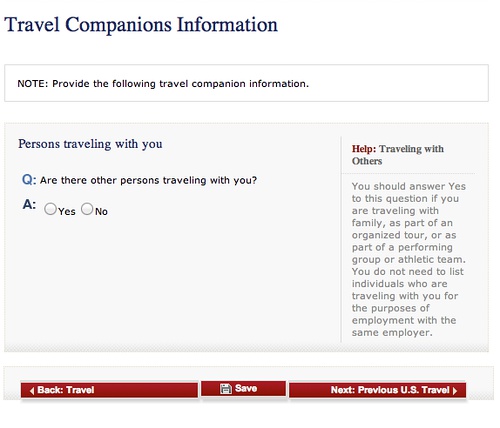 Travel Companions Information
NOTE: Provide the following travel companion information.
Persons traveling with you
Q: Are there other persons traveling with you?
A: Yes No
Help: Traveling with
Others
You should answer Yes
to this question if you
are traveling with
family, as part of an
organized tour, or as
part of a performing
group or athletic team.
You do not need to list
individuals who are
traveling with you for
the purposes of
employment with the
same employer.
Back: Travel
Save
Next: Previous U.S. Travel